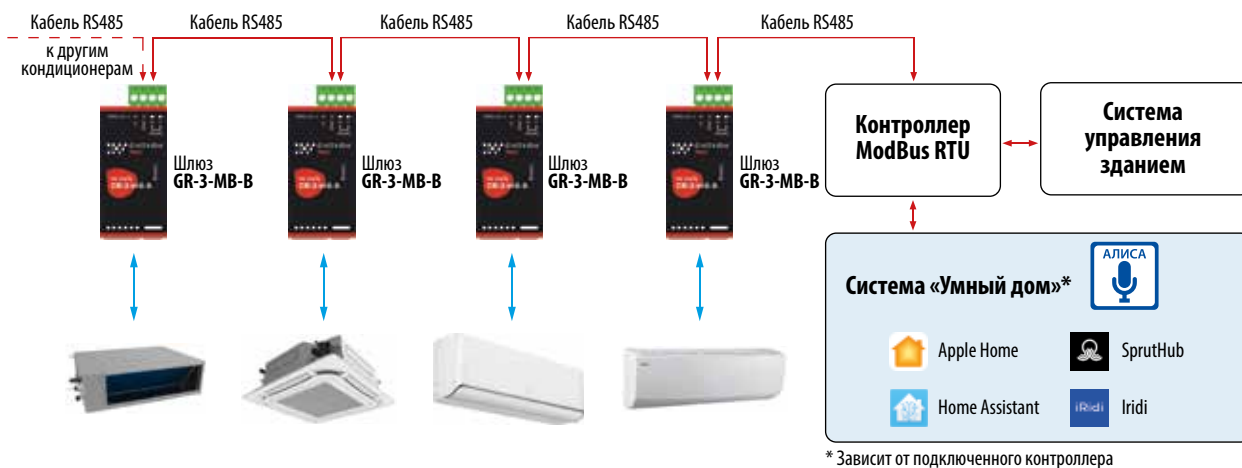 Кабель RS485
Кабель RS485
Кабель RS485
Кабель RS485
Кабель RS485
к другим
кондиционерам
Шлюз
GR-3-MB-B
Шлюз
GR-3-MB-B
Шлюз
GR-3-MB-B
Шлюз
GR-3-MB-B
Контроллер
ModBus RTU
Система
управления
зданием
Система «Умный дом»*
АЛИСА
Apple Home
SprutHub
Home Assistant
iRidi
Iridi
* Зависит от подключенного контроллера